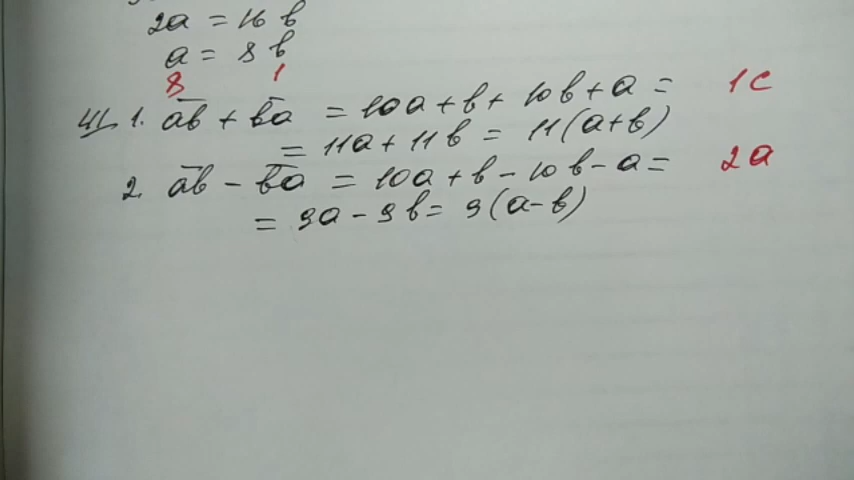 2a = 16 b
a = 8 b
8 1
41. 1. ab + ba = 10a + b + 10b + a = 1c
= 11a + 11b = 11(a+b)
2. ab - ba = 10a + b - 10b - a = 2a
= 9a - 9b = 9(a-b)